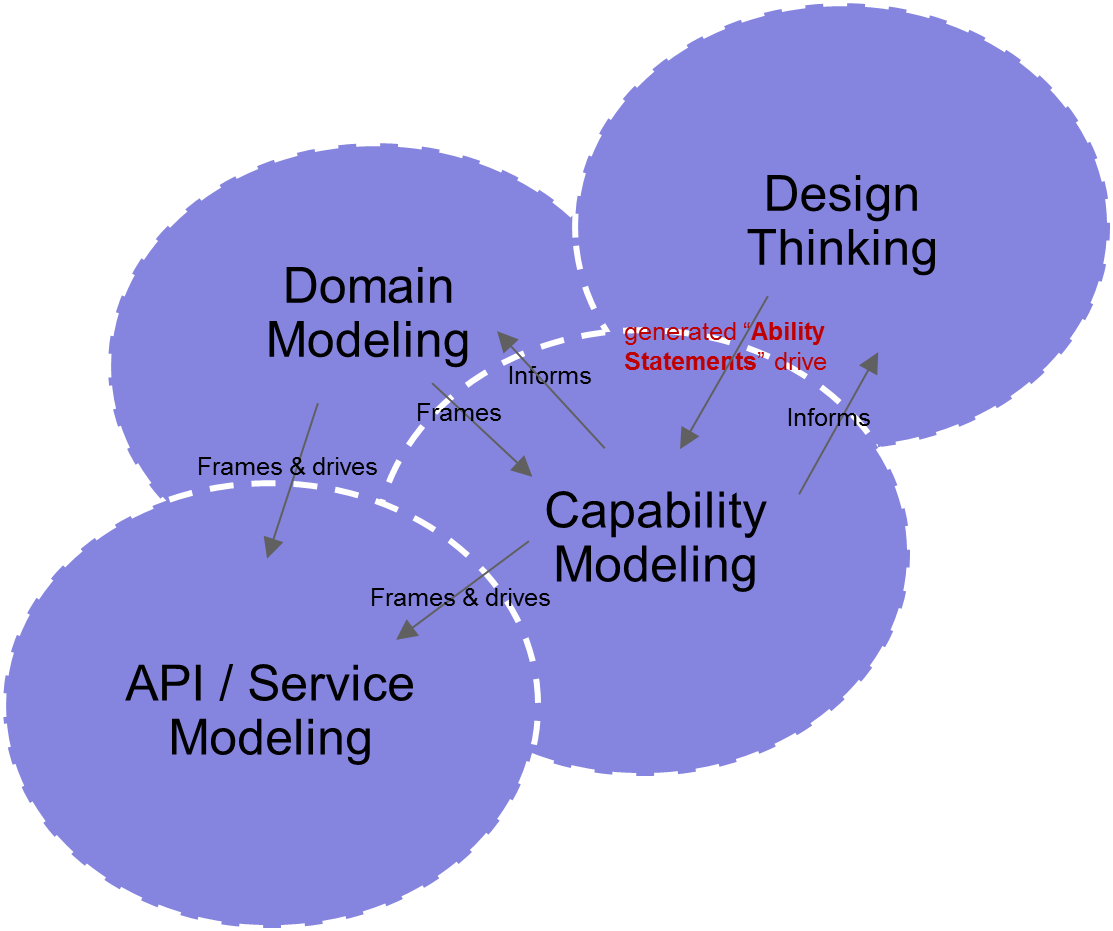 Design
Thinking
Domain
Modeling
generated “Ability
Statements” drive
Informs
Frames
Informs
Frames & drives
Capability
Modeling
Frames & drives
API / Service
Modeling